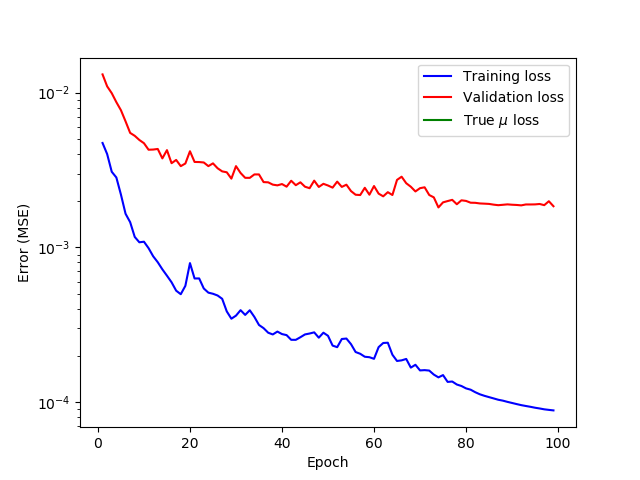 Training loss
Validation loss
True μ loss
10⁻²
10⁻³
10⁻⁴
Error (MSE)
0 20 40 60 80 100
Epoch